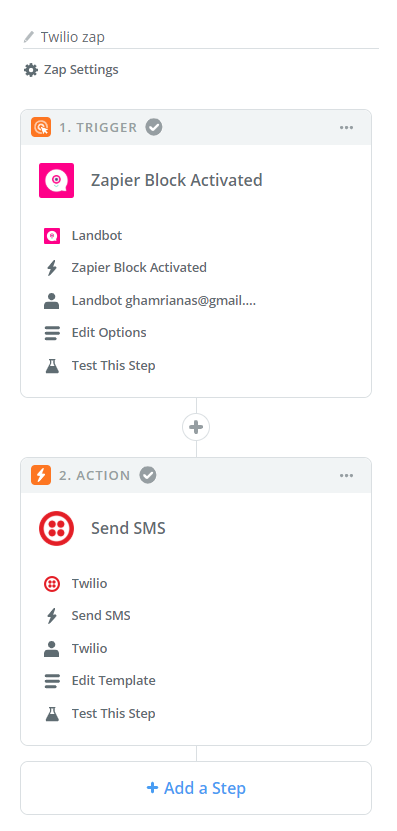 Twilio zap
Zap Settings
1. TRIGGER
Zapier Block Activated
Landbot
Zapier Block Activated
Landbot ghamrianas@gmail....
Edit Options
Test This Step
2. ACTION
Send SMS
Twilio
Send SMS
Twilio
Edit Template
Test This Step
+ Add a Step